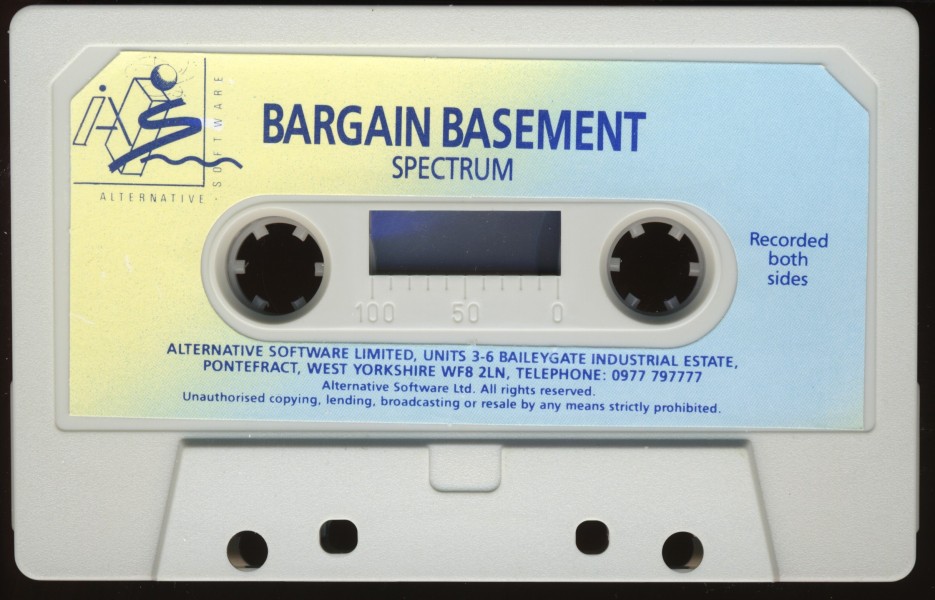 iAS
ALTERNATIVE
SOFTWARE
BARGAIN BASEMENT
SPECTRUM
Recorded
both
sides
100 50 0
ALTERNATIVE SOFTWARE LIMITED, UNITS 3-6 BAILEYGATE INDUSTRIAL ESTATE,
PONTEFRACT, WEST YORKSHIRE WF8 2LN, TELEPHONE: 0977 797777
Alternative Software Ltd. All rights reserved.
Unauthorised copying, lending, broadcasting or resale by any means strictly prohibited.